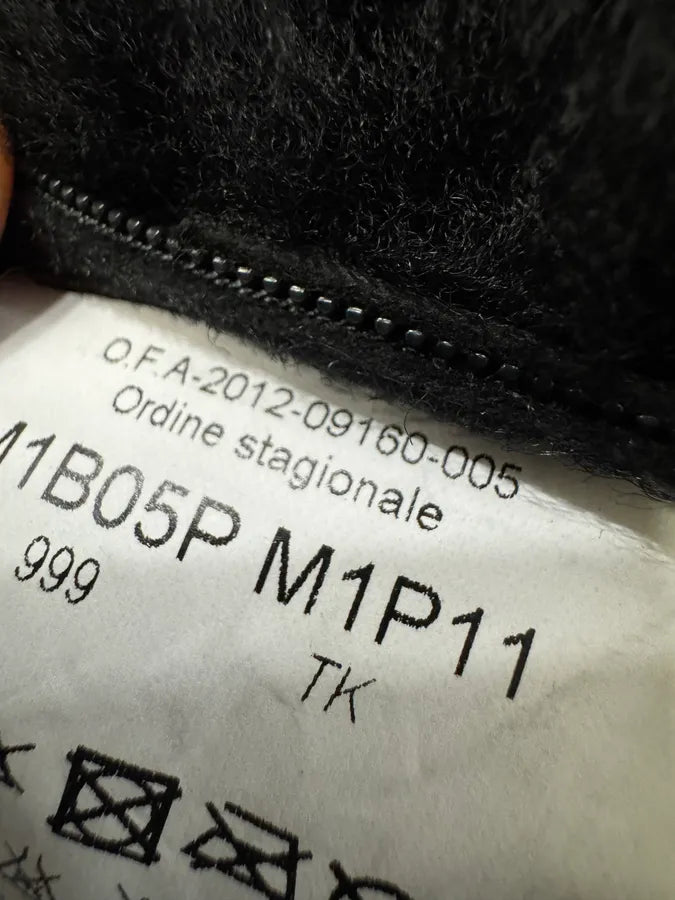 O.F.A-2012-09160-005
Ordine stagionale
M1B05P M1P11
999
TK